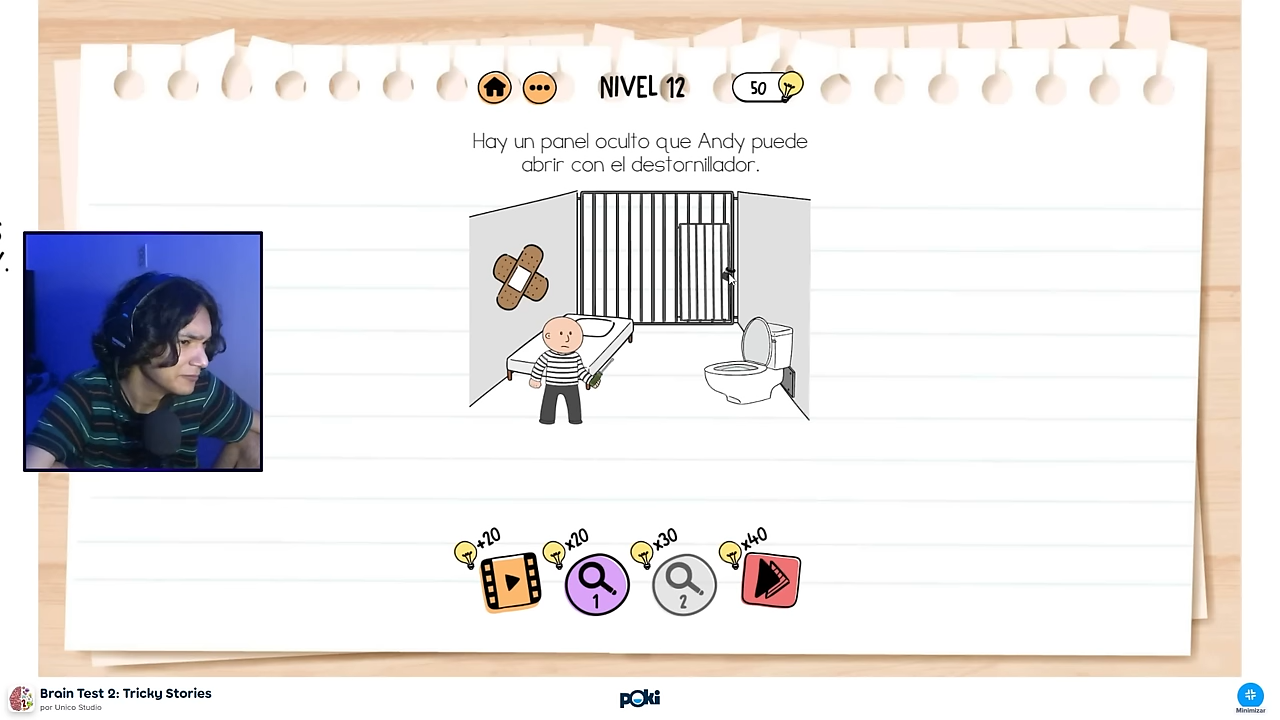 NIVEL 12
50
Hay un panel oculto que Andy puede
abrir con el destornillador.
+20
x20
x30
x40
1
2
Brain Test 2: Tricky Stories
por Unico Studio
poki
Minimizar